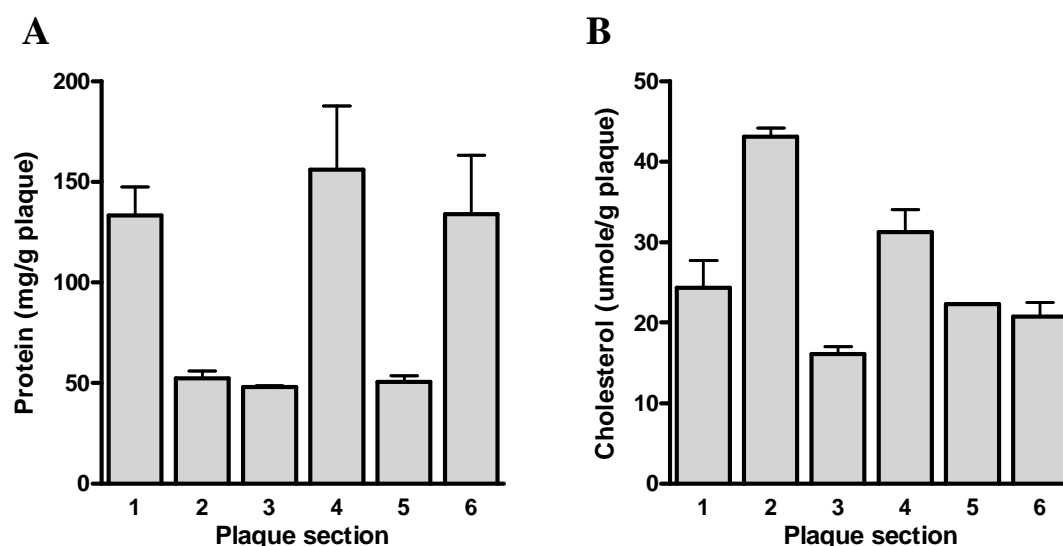 A
Protein (mg/g plaque)
200
150
100
50
0
1 2 3 4 5 6
Plaque section
B
Cholesterol (umole/g plaque)
50
40
30
20
10
0
1 2 3 4 5 6
Plaque section